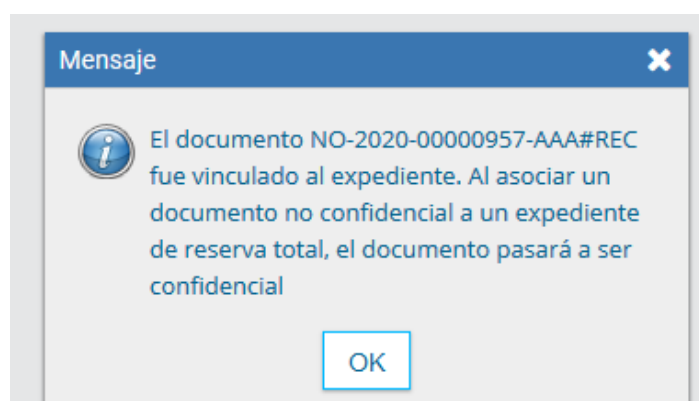 Mensaje
El documento NO-2020-00000957-AAA#REC
fue vinculado al expediente. Al asociar un
documento no confidencial a un expediente
de reserva total, el documento pasará a ser
confidencial
OK